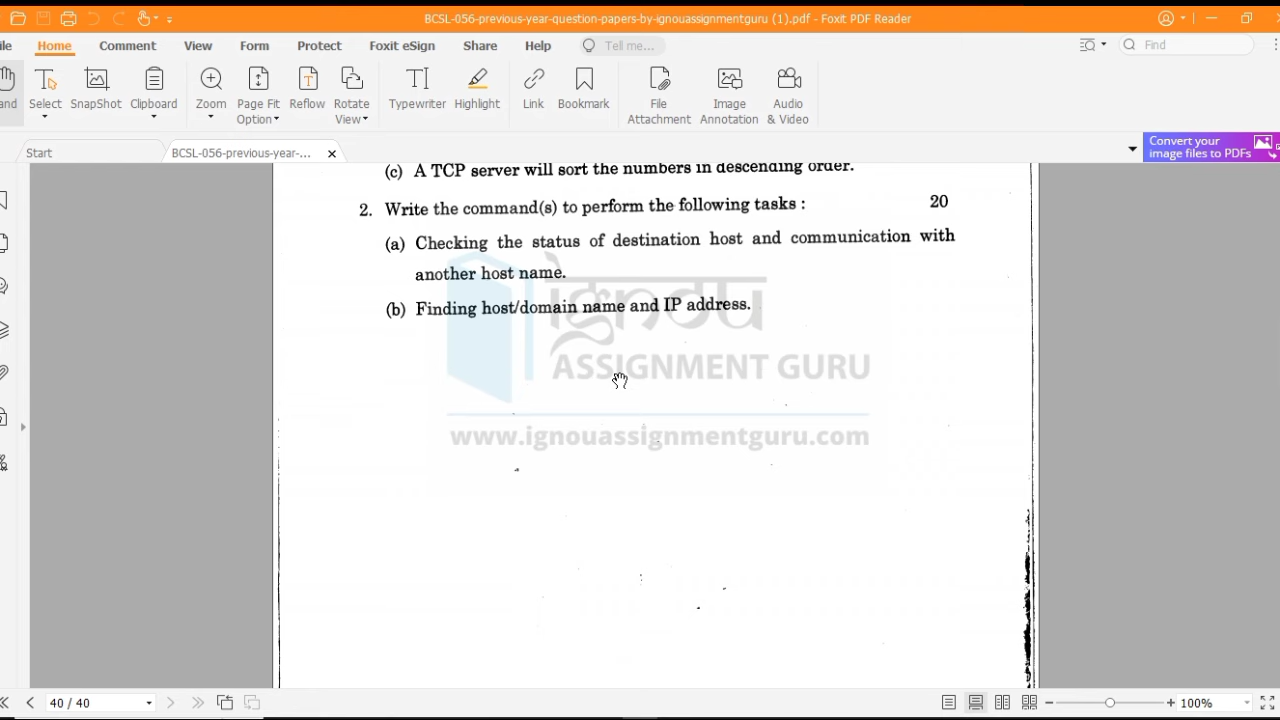 BCSL-056-previous-year-question-papers-by-ignouassignmentguru (1).pdf - Foxit PDF Reader
ile Home Comment View Form Protect Foxit eSign Share Help Tell me... Find
and Select SnapShot Clipboard Zoom Page Fit Option Reflow Rotate View Typewriter Highlight Link Bookmark File Attachment Image Annotation Audio & Video
Start BCSL-056-previous-year-... Convert your
image files to PDFs
(c) A TCP server will sort the numbers in descending order.
2. Write the command(s) to perform the following tasks : 20
(a) Checking the status of destination host and communication with
another host name.
(b) Finding host/domain name and IP address.
इग्नou
ASSIGNMENT GURU
www.ignouassignmentguru.com
40 / 40 100%